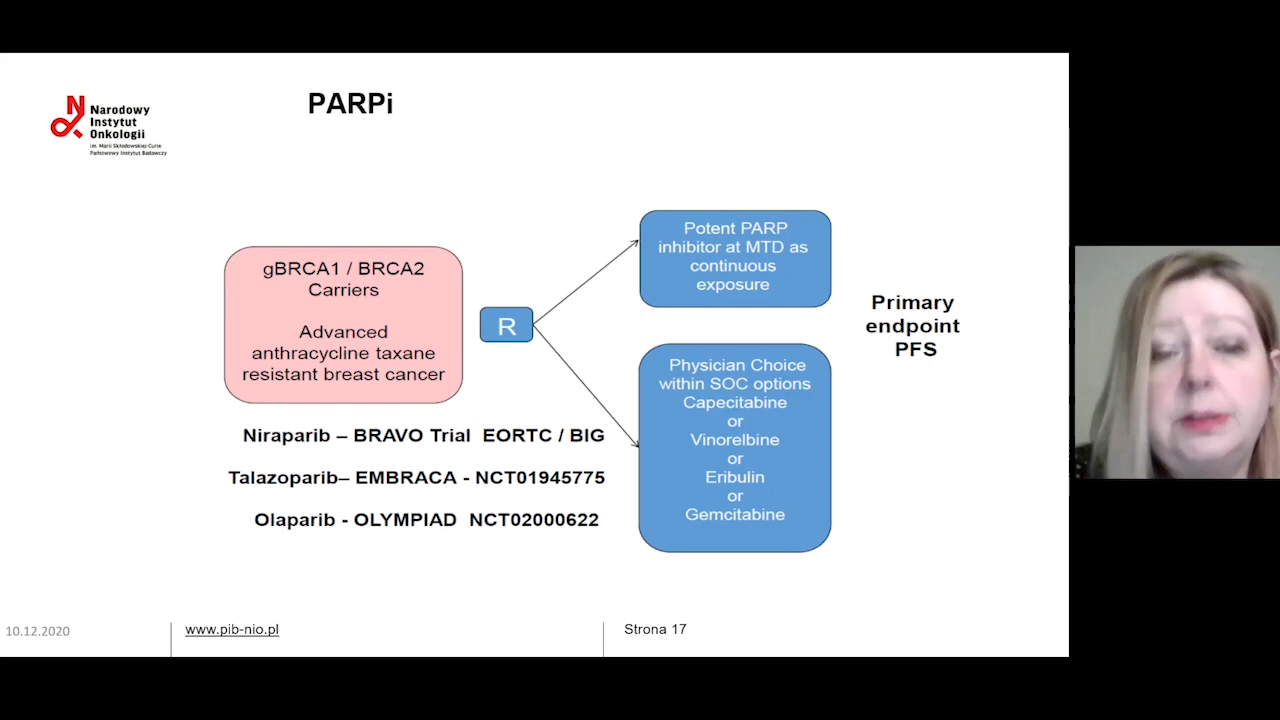 PARPi
Narodowy
Instytut
Onkologii
im. Marii Skłodowskiej-Curie
Państwowy Instytut Badawczy
gBRCA1 / BRCA2
Carriers
Advanced
anthracycline taxane
resistant breast cancer
R
Potent PARP
inhibitor at MTD as
continuous
exposure
Physician Choice
within SOC options
Capecitabine
or
Vinorelbine
or
Eribulin
or
Gemcitabine
Primary
endpoint
PFS
Niraparib – BRAVO Trial EORTC / BIG
Talazoparib– EMBRACA - NCT01945775
Olaparib - OLYMPIAD NCT02000622
10.12.2020
www.pib-nio.pl
Strona 17